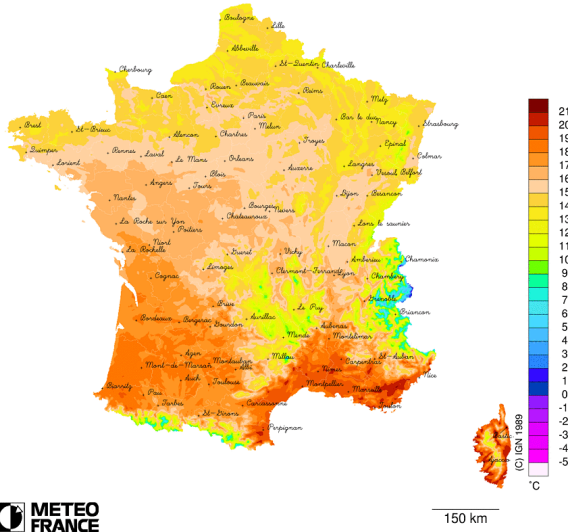 Boulogne
Lille
Abbeville
St-Quentin
Charleville
Cherbourg
Rouen
Beauvais
Caen
Evreux
Reims
Metz
Paris
Melun
Bar le duc
Nancy
Strasbourg
Brest
St-Brieuc
Alencon
Chartres
Troyes
Epinal
Quimper
Lorient
Rennes
Laval
Le Mans
Orleans
Auxerre
Langres
Colmar
Vesoul
Belfort
Angers
Blois
Tours
Dijon
Besancon
Nantes
Bourges
Nevers
Chateauroux
La Roche sur Yon
Poitiers
Lons le saunier
Niort
La Rochelle
Macon
Gueret
Vichy
Amberieu
Chamonix
Limoges
Clermont-Ferrand
Lyon
Cognac
Chambery
Grenoble
Brive
Le Puy
Briancon
Bordeaux
Bergerac
Gourdon
Aurillac
Aubenas
Mende
Montelimar
Agen
Montauban
Millau
Carpentras
St-Auban
Mont-de-Marsan
Albi
Nimes
Nice
Auch
Toulouse
Montpellier
Marseille
Biarritz
Pau
Tarbes
St-Girons
Carcassonne
Toulon
Perpignan
Bastia
Ajaccio
21
20
19
18
17
16
15
14
13
12
11
10
9
8
7
6
5
4
3
2
1
0
-1
-2
-3
-4
-5
°C
(C) IGN 1989
150 km
METEO
FRANCE